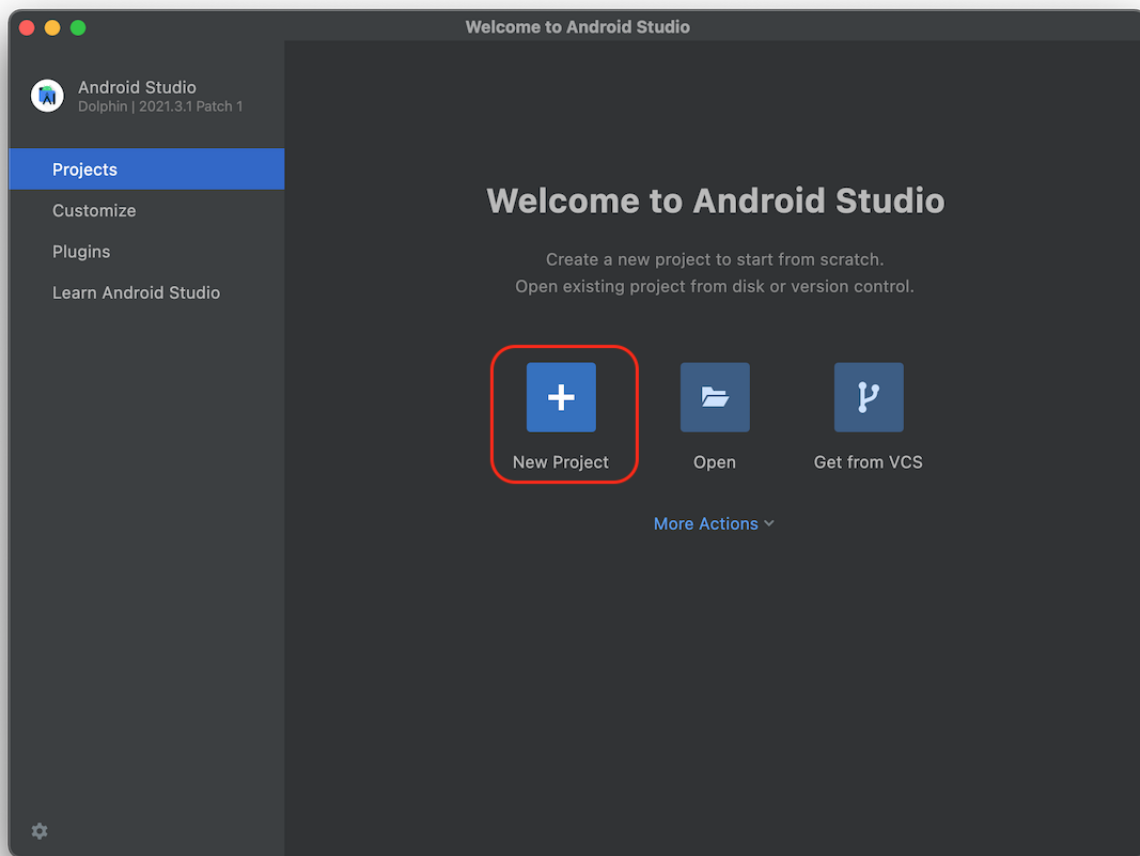 Welcome to Android Studio
Android Studio
Dolphin | 2021.3.1 Patch 1
Projects
Customize
Plugins
Learn Android Studio
Welcome to Android Studio
Create a new project to start from scratch.
Open existing project from disk or version control.
New Project
Open
Get from VCS
More Actions